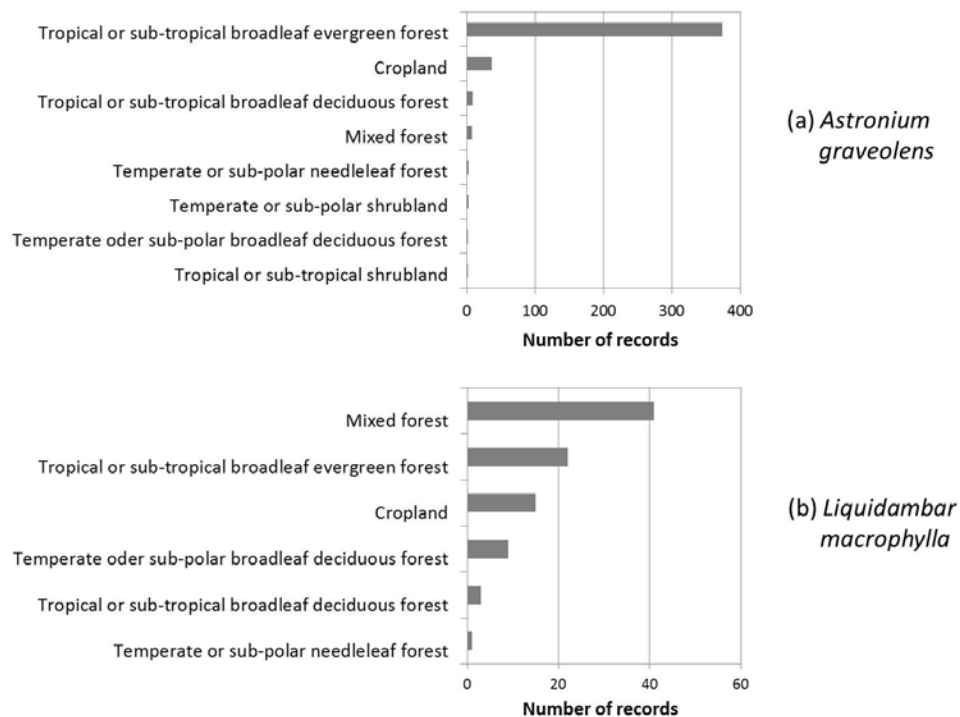 Tropical or sub-tropical broadleaf evergreen forest
Cropland
Tropical or sub-tropical broadleaf deciduous forest
Mixed forest
Temperate or sub-polar needleleaf forest
Temperate or sub-polar shrubland
Temperate oder sub-polar broadleaf deciduous forest
Tropical or sub-tropical shrubland
0 100 200 300 400
Number of records
(a) Astronium
graveolens
Mixed forest
Tropical or sub-tropical broadleaf evergreen forest
Cropland
Temperate oder sub-polar broadleaf deciduous forest
Tropical or sub-tropical broadleaf deciduous forest
Temperate or sub-polar needleleaf forest
0 20 40 60
Number of records
(b) Liquidambar
macrophylla